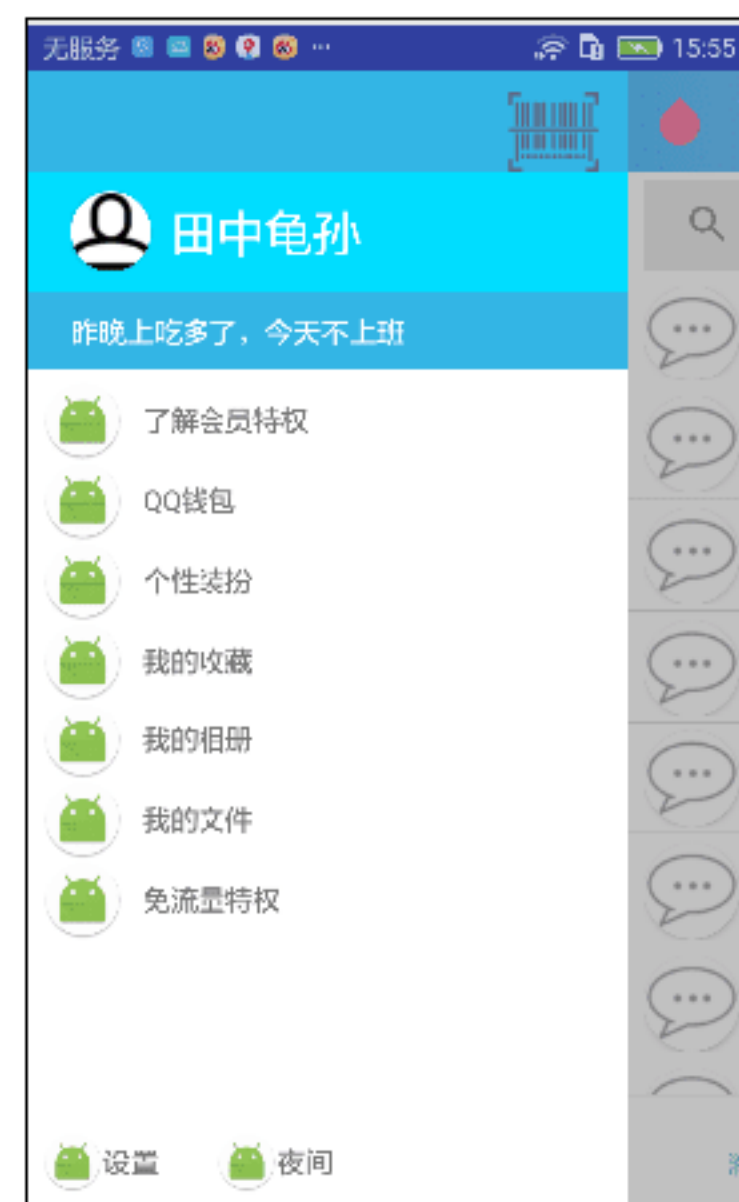 无服务 15:55
田中龟孙
昨晚上吃多了，今天不上班
了解会员特权
QQ钱包
个性装扮
我的收藏
我的相册
我的文件
免流量特权
设置 夜间